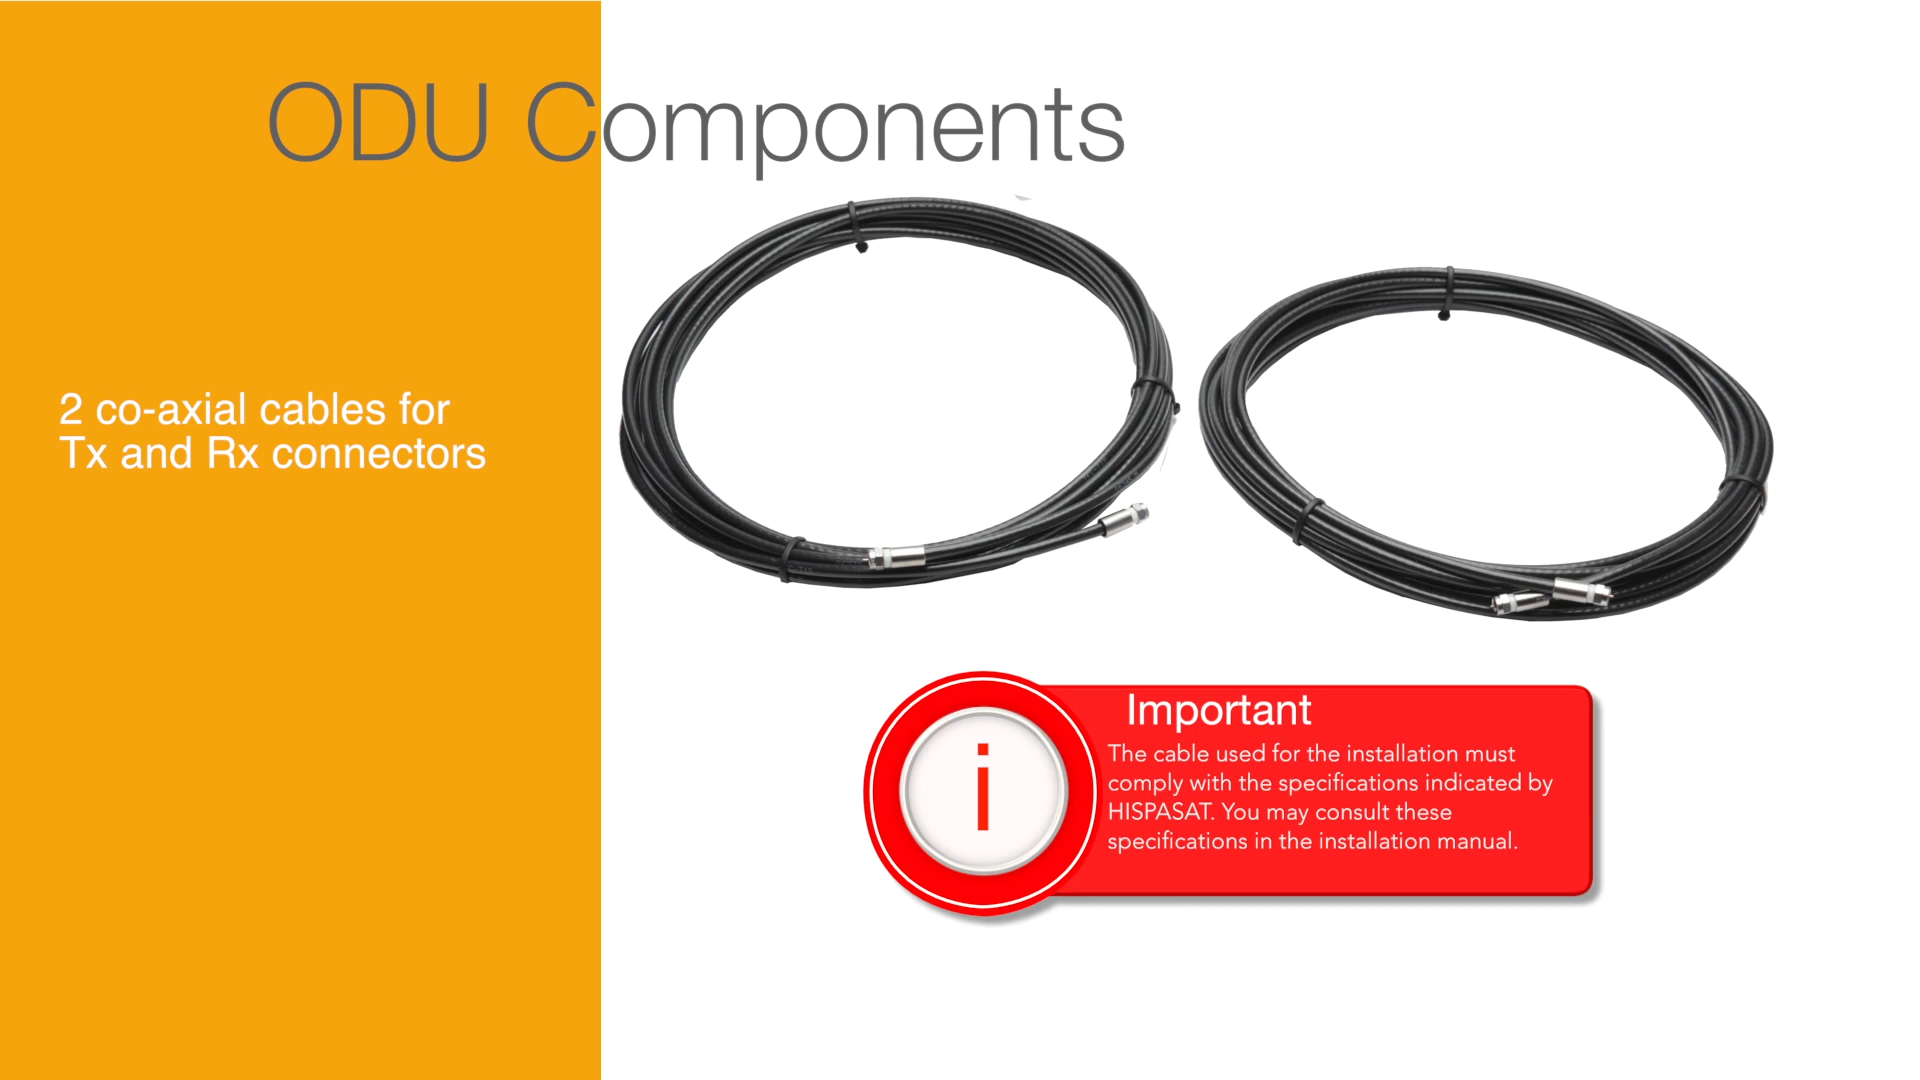 ODU Components
2 co-axial cables for
Tx and Rx connectors
Important
The cable used for the installation must
comply with the specifications indicated by
HISPASAT. You may consult these
specifications in the installation manual.
i